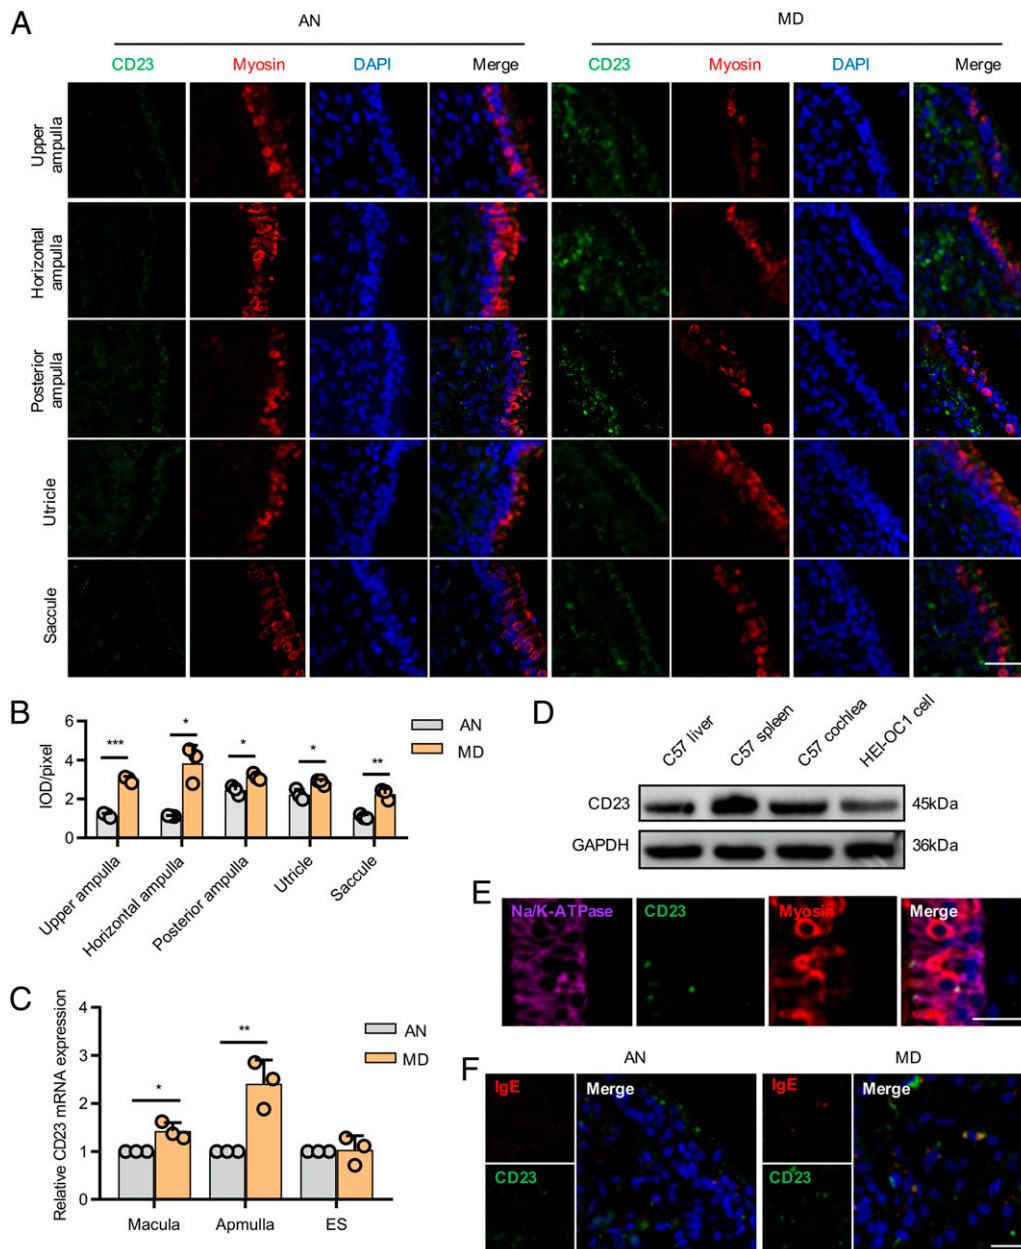 A
AN
MD
CD23 Myosin DAPI Merge CD23 Myosin DAPI Merge
Upper ampulla
Horizontal ampulla
Posterior ampulla
Utricle
Saccule
B
IOD/pixel
6
4
2
0
*** * * * **
AN
MD
Upper ampulla
Horizontal ampulla
Posterior ampulla
Utricle
Saccule
C
Relative CD23 mRNA expression
4
3
2
1
0
* **
AN
MD
Macula Apmulla ES
D
C57 liver
C57 spleen
C57 cochlea
HEI-OC1 cell
CD23 45kDa
GAPDH 36kDa
E
Na/K-ATPase CD23 Myosin Merge
F
AN MD
IgE Merge IgE Merge
CD23 CD23